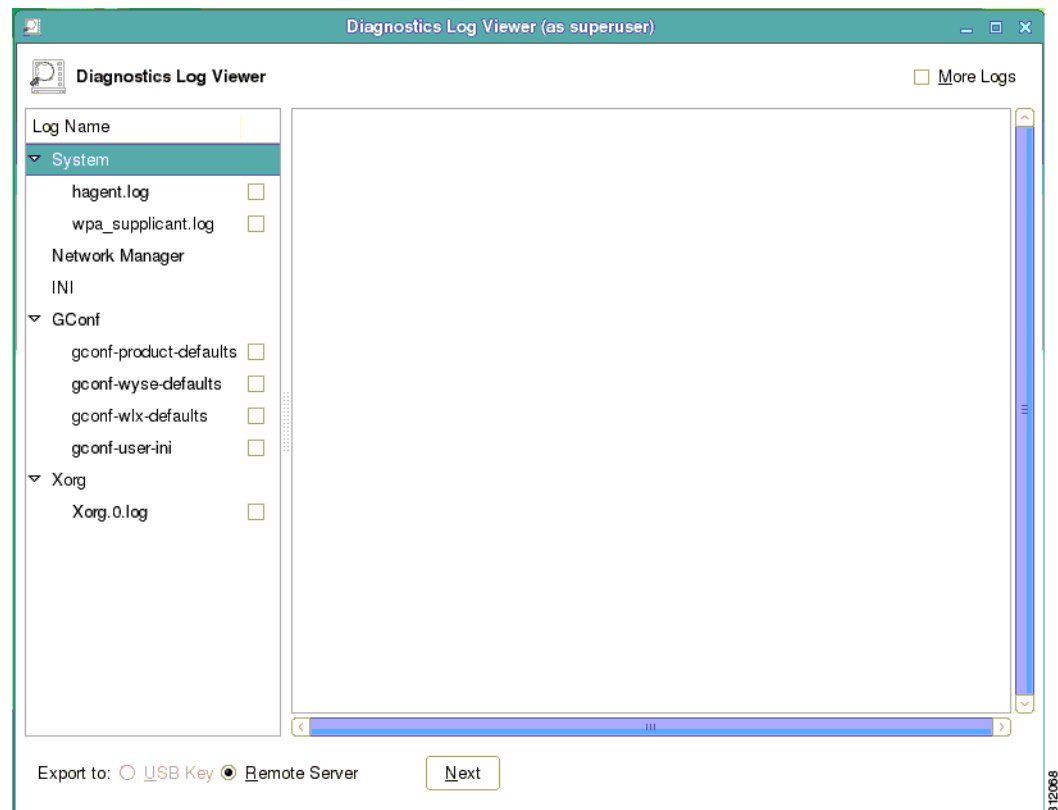 Diagnostics Log Viewer (as superuser)
Diagnostics Log Viewer
More Logs
Log Name
System
hagent.log
wpa_supplicant.log
Network Manager
INI
GConf
gconf-product-defaults
gconf-wyse-defaults
gconf-wlx-defaults
gconf-user-ini
Xorg
Xorg.0.log
Export to: USB Key Remote Server Next